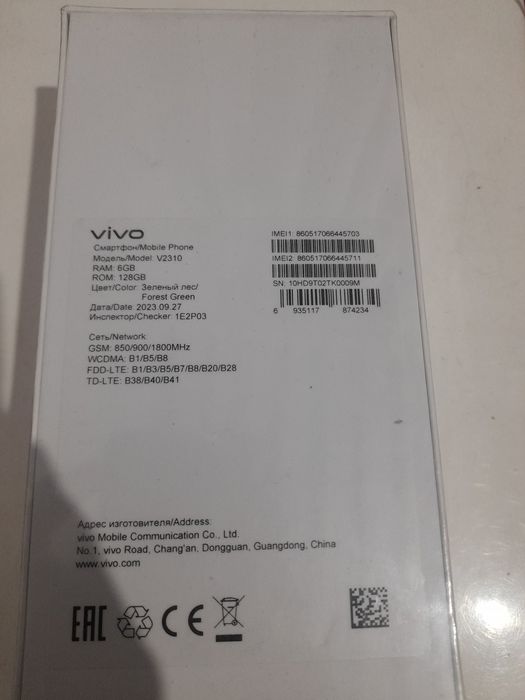 vivo
Смартфон/Mobile Phone
Модель/Model: V2310
RAM: 6GB
ROM: 128GB
Цвет/Color: Зеленый лес/
Forest Green
Дата/Date: 2023.09.27
Инспектор/Checker: 1E2P03
Сеть/Network:
GSM: 850/900/1800MHz
WCDMA: B1/B5/B8
FDD-LTE: B1/B3/B5/B7/B8/B20/B28
TD-LTE: B38/B40/B41
IMEI1: 860517066445703
IMEI2: 860517066445711
SN: 10HD9T02TK0009M
6 935117 874234
Адрес изготовителя/Address:
vivo Mobile Communication Co., Ltd.
No.1, vivo Road, Chang'an, Dongguan, Guangdong, China
www.vivo.com
EAC CE